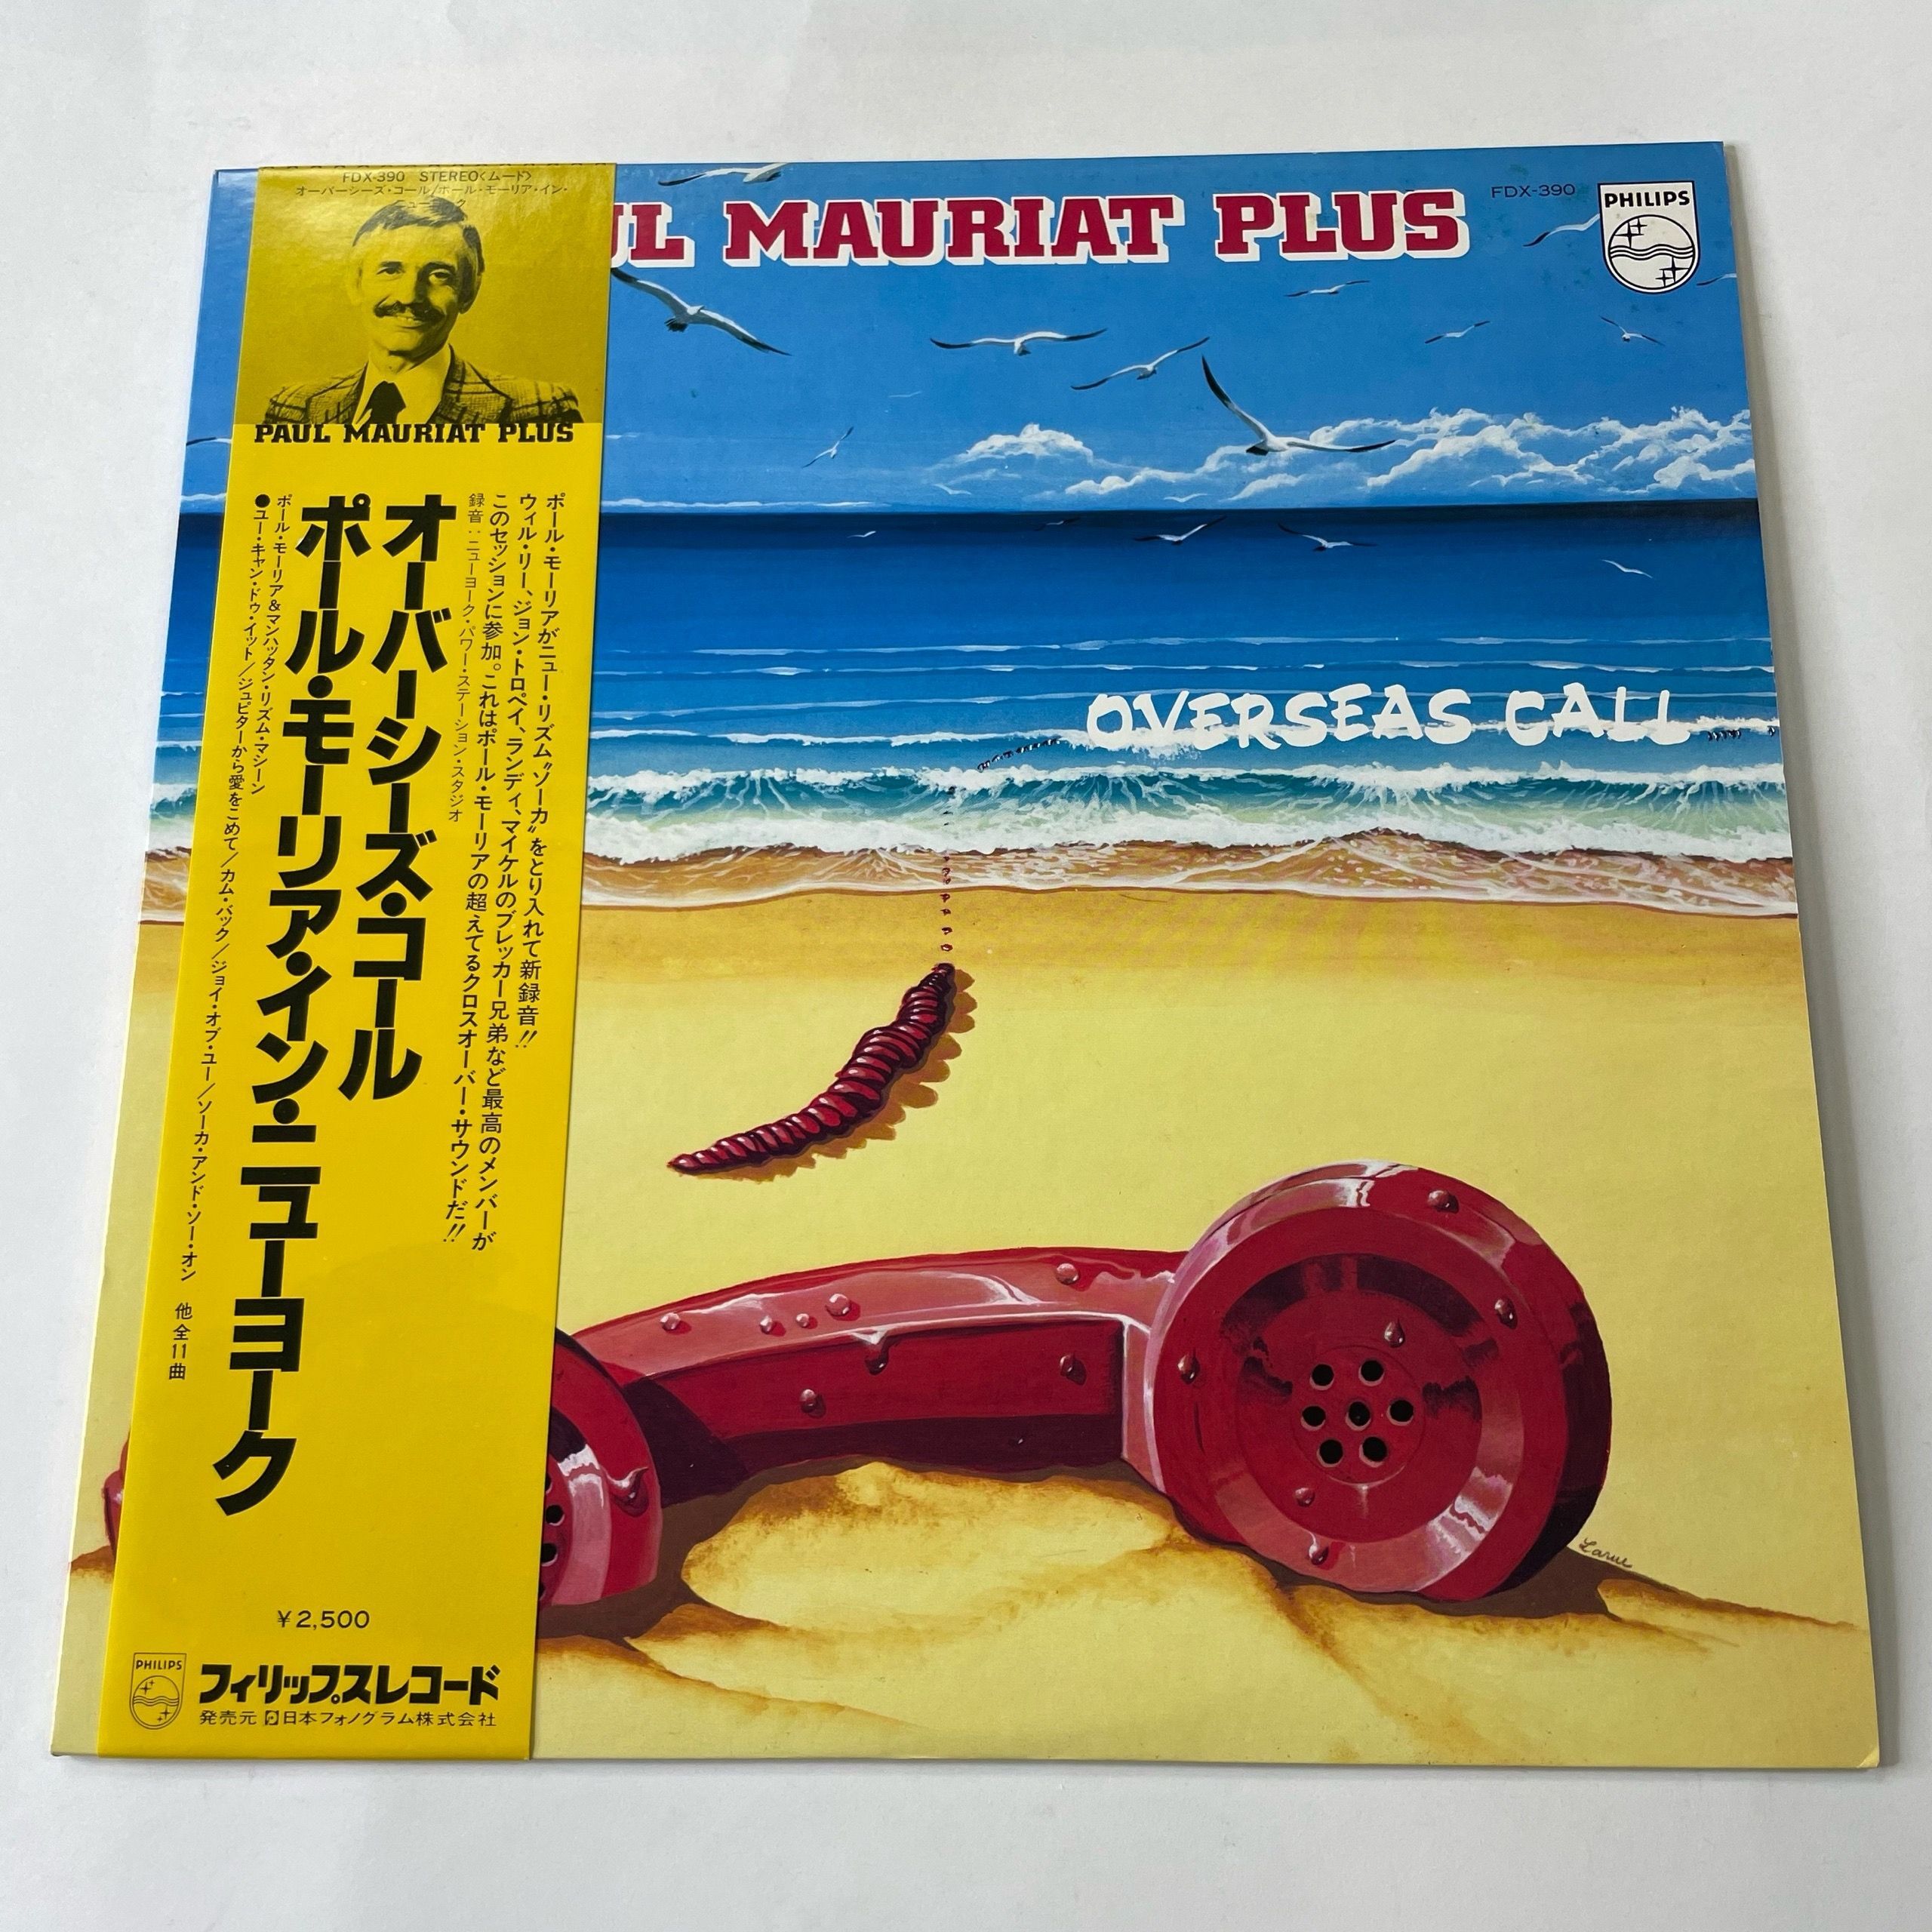 FDX-390 STEREO〈ムード〉
オーバーシーズ・コール/ポール・モーリア・イン・
ニューヨーク
PAUL MAURIAT PLUS
ポール・モーリアがニュー・リズム“ソーカ”をとり入れて新録音!!
ウィル・リー、ジョン・トロペイ、ランディ、マイケルのブレッカー兄弟など最高のメンバーが
このセッションに参加。これはポール・モーリアの超えてるクロスオーバー・サウンドだ!!
録音:ニューヨーク・パワー・ステーション・スタジオ
オーバーシーズ・コール
ポール・モーリア・イン・ニューヨーク
ポール・モーリア&マンハッタン・リズム・マシーン
●ユー・キャン・ドゥ・イット/ジュピターから愛をこめて/カム・バック/ジョイ・オブ・ユー/ソーカ・アンド・ソー・オン 他全11曲
¥2,500
PHILIPS
フィリップスレコード
発売元 日本フォノグラム株式会社
UL MAURIAT PLUS
FDX-390
PHILIPS
OVERSEAS CALL